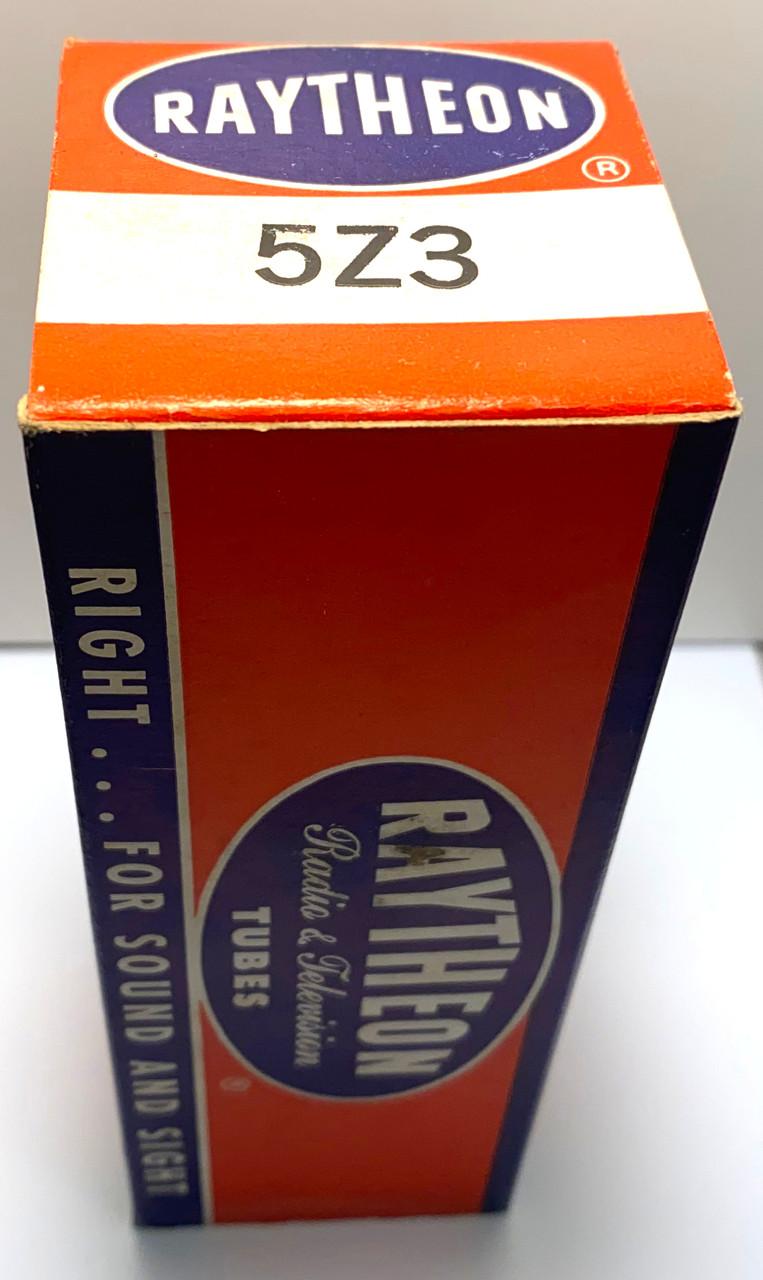 RAYTHEON
®
5Z3
RIGHT...FOR SOUND AND SIGHT
RAYTHEON
Radio & Television
TUBES
®